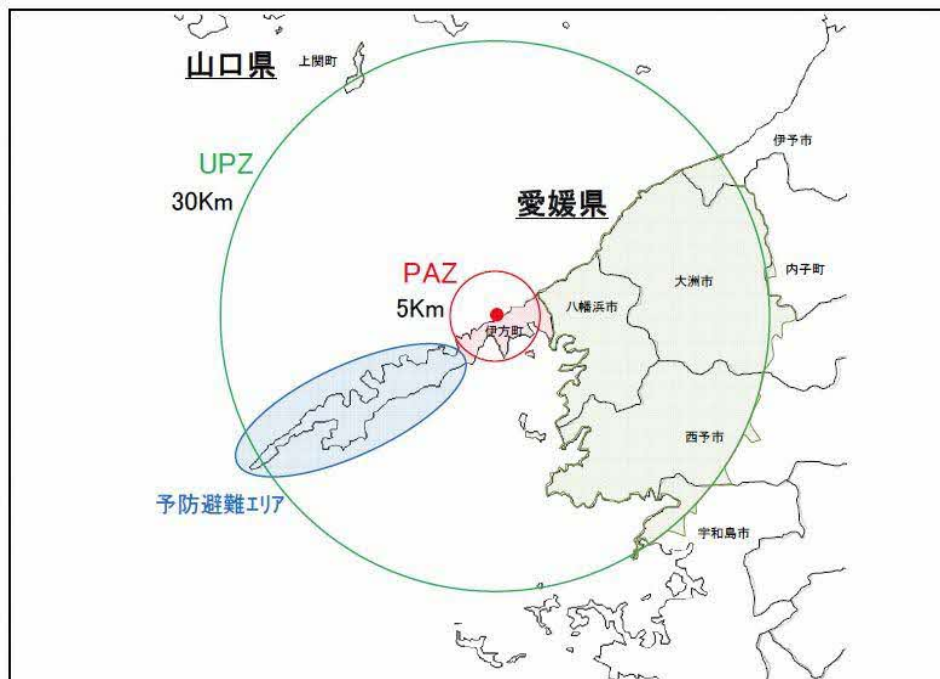 山口県
上関町
伊予市
UPZ
30Km
愛媛県
PAZ
5Km
大洲市
内子町
八幡浜市
伊方町
西予市
予防避難エリア
宇和島市